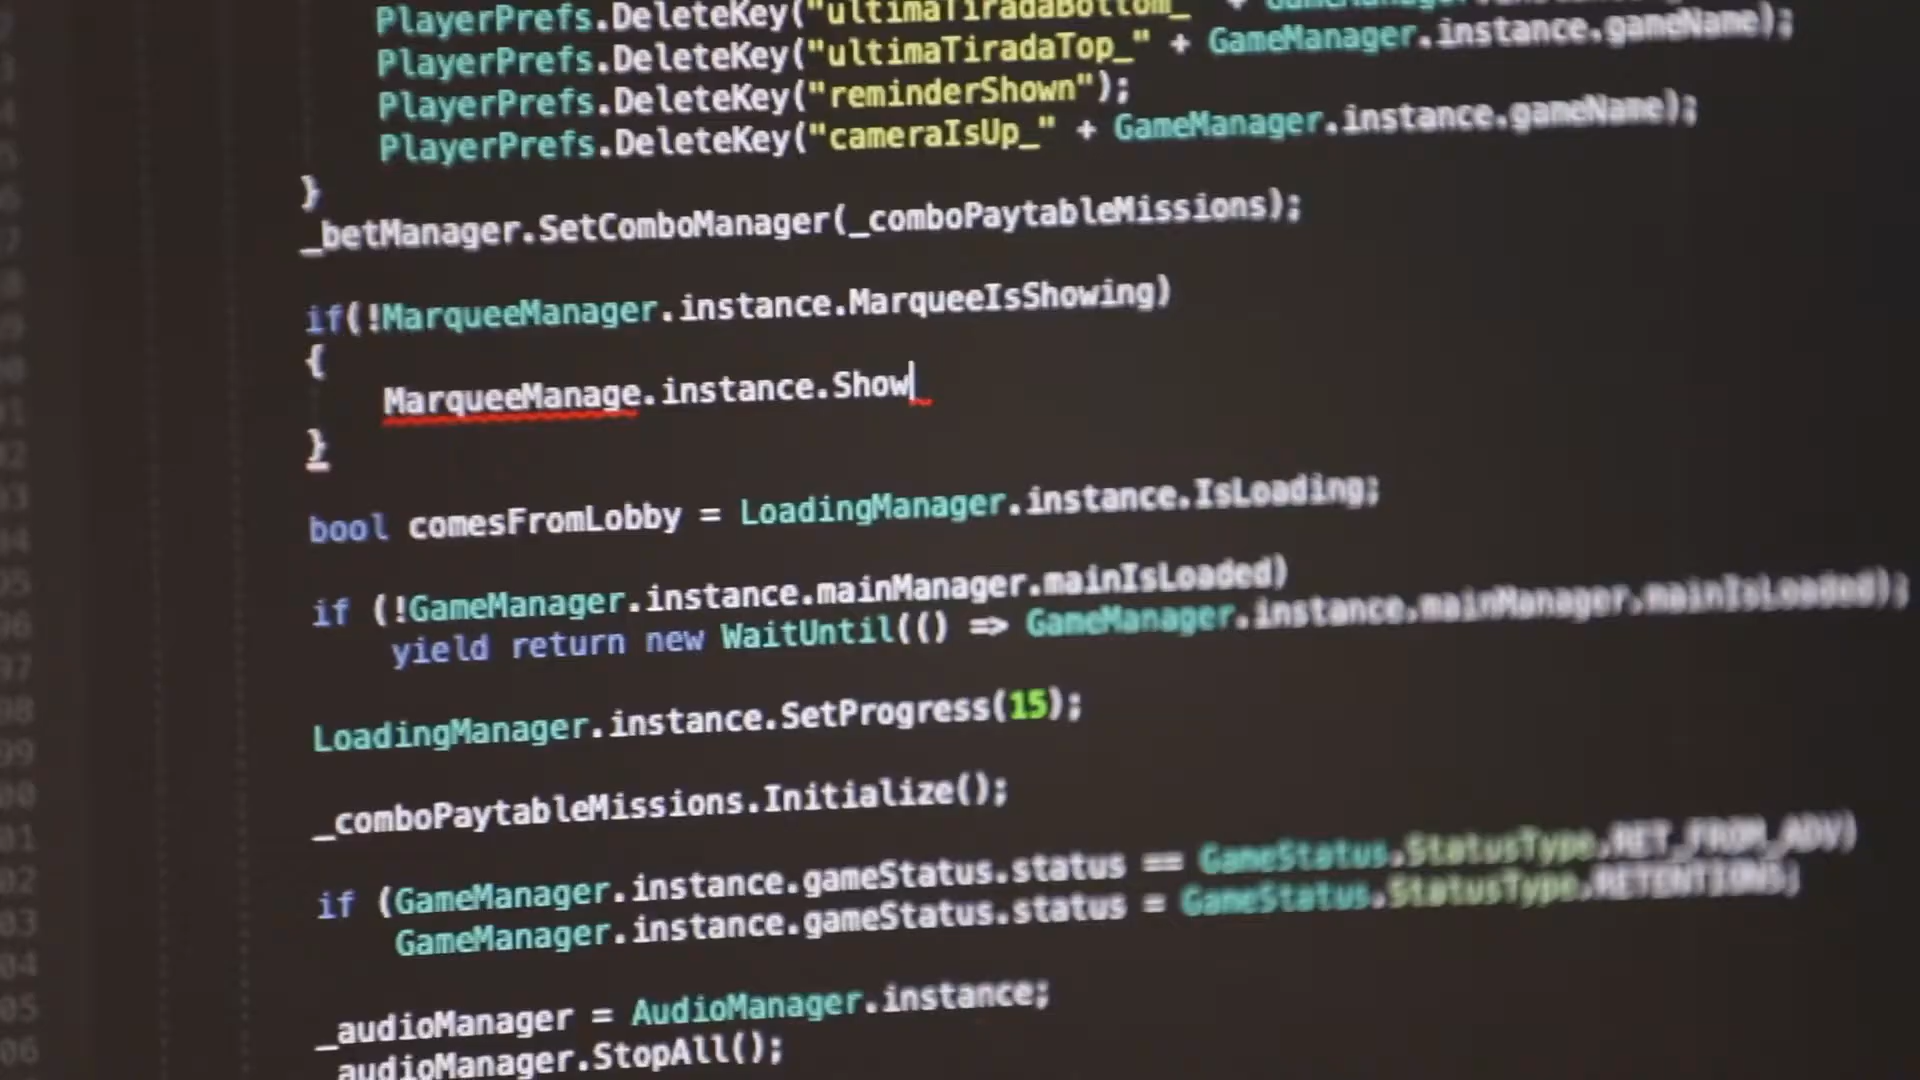 PlayerPrefs.DeleteKey("ultimaTiradaBottom_" +
PlayerPrefs.DeleteKey("ultimaTiradaTop_" + GameManager.instance.gameName);
PlayerPrefs.DeleteKey("reminderShown");
PlayerPrefs.DeleteKey("cameraIsUp_" + GameManager.instance.gameName);
}
_betManager.SetComboManager(_comboPaytableMissions);
if(!MarqueeManager.instance.MarqueeIsShowing)
{
MarqueeManage.instance.Show
}
bool comesFromLobby = LoadingManager.instance.IsLoading;
if (!GameManager.instance.mainManager.mainIsLoaded)
yield return new WaitUntil(() => GameManager.instance.mainManager.mainIsLoaded);
LoadingManager.instance.SetProgress(15);
_comboPaytableMissions.Initialize();
if (GameManager.instance.gameStatus.status == GameStatus.StatusType.RET_FROM_ADV)
GameManager.instance.gameStatus.status = GameStatus.StatusType.RETENTIONS;
_audioManager = AudioManager.instance;
_audioManager.StopAll();